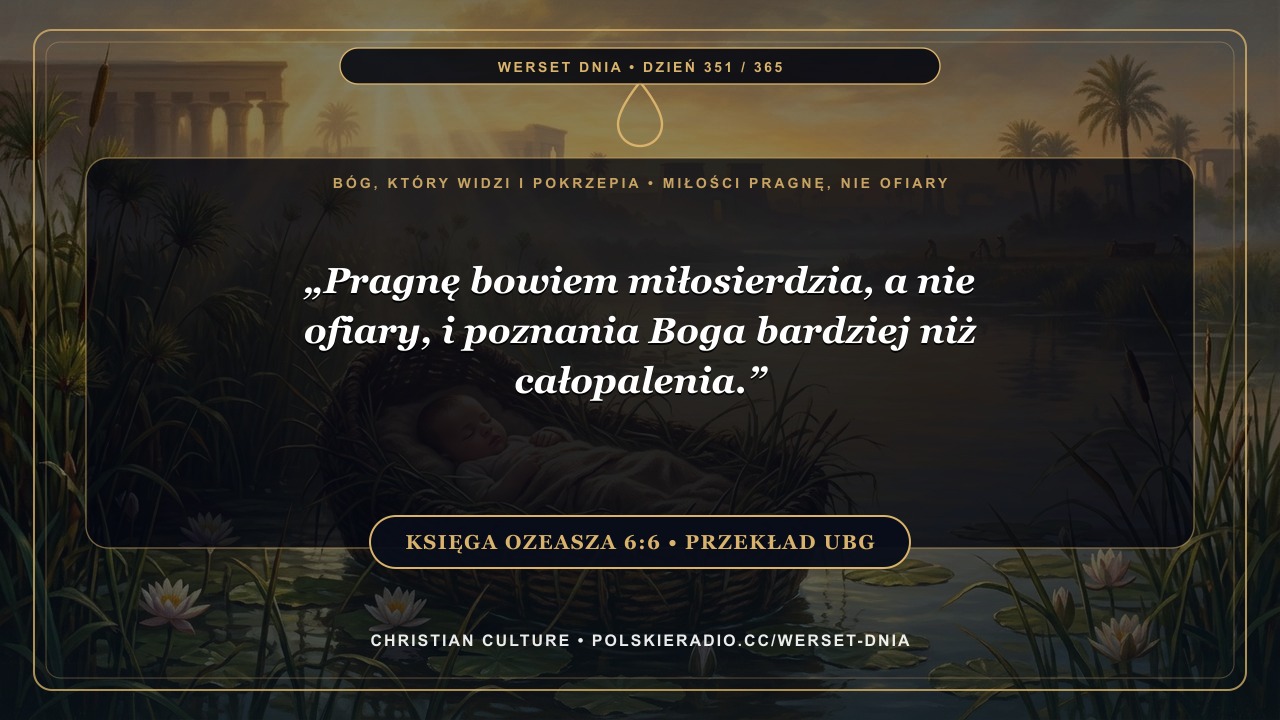 WERSET DNIA • DZIEŃ 351 / 365
BÓG, KTÓRY WIDZI I POKRZEPIA • MIŁOŚCI PRAGNĘ, NIE OFIARY
„Pragnę bowiem miłosierdzia, a nie
ofiary, i poznania Boga bardziej niż
całopalenia.”
KSIĘGA OZEASZA 6:6 • PRZEKŁAD UBG
CHRISTIAN CULTURE • POLSKIERADIO.CC/WERSET-DNIA